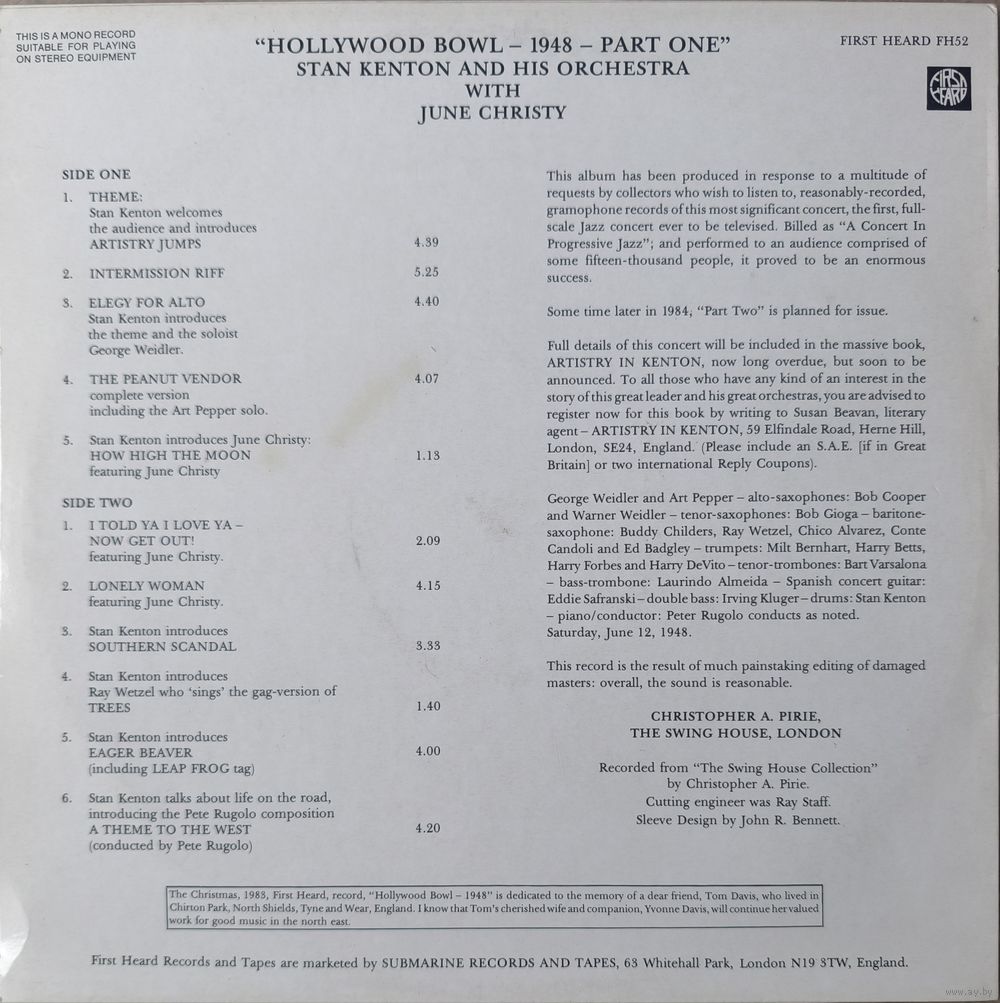 THIS IS A MONO RECORD
SUITABLE FOR PLAYING
ON STEREO EQUIPMENT
"HOLLYWOOD BOWL – 1948 – PART ONE"
STAN KENTON AND HIS ORCHESTRA
WITH
JUNE CHRISTY
FIRST HEARD FH52
FIRST
HEARD
SIDE ONE
1. THEME:
Stan Kenton welcomes
the audience and introduces
ARTISTRY JUMPS 4.39
2. INTERMISSION RIFF 5.25
3. ELEGY FOR ALTO 4.40
Stan Kenton introduces
the theme and the soloist
George Weidler.
4. THE PEANUT VENDOR 4.07
complete version
including the Art Pepper solo.
5. Stan Kenton introduces June Christy:
HOW HIGH THE MOON 1.13
featuring June Christy
SIDE TWO
1. I TOLD YA I LOVE YA –
NOW GET OUT! 2.09
featuring June Christy.
2. LONELY WOMAN 4.15
featuring June Christy.
3. Stan Kenton introduces
SOUTHERN SCANDAL 3.33
4. Stan Kenton introduces
Ray Wetzel who 'sings' the gag-version of
TREES 1.40
5. Stan Kenton introduces
EAGER BEAVER 4.00
(including LEAP FROG tag)
6. Stan Kenton talks about life on the road,
introducing the Pete Rugolo composition
A THEME TO THE WEST 4.20
(conducted by Pete Rugolo)
This album has been produced in response to a multitude of
requests by collectors who wish to listen to, reasonably-recorded,
gramophone records of this most significant concert, the first, full-
scale Jazz concert ever to be televised. Billed as "A Concert In
Progressive Jazz"; and performed to an audience comprised of
some fifteen-thousand people, it proved to be an enormous
success.
Some time later in 1984, "Part Two" is planned for issue.
Full details of this concert will be included in the massive book,
ARTISTRY IN KENTON, now long overdue, but soon to be
announced. To all those who have any kind of an interest in the
story of this great leader and his great orchestras, you are advised to
register now for this book by writing to Susan Beavan, literary
agent – ARTISTRY IN KENTON, 59 Elfindale Road, Herne Hill,
London, SE24, England. (Please include an S.A.E. [if in Great
Britain] or two international Reply Coupons).
George Weidler and Art Pepper – alto-saxophones: Bob Cooper
and Warner Weidler – tenor-saxophones: Bob Gioga – baritone-
saxophone: Buddy Childers, Ray Wetzel, Chico Alvarez, Conte
Candoli and Ed Badgley – trumpets: Milt Bernhart, Harry Betts,
Harry Forbes and Harry DeVito – tenor-trombones: Bart Varsalona
– bass-trombone: Laurindo Almeida – Spanish concert guitar:
Eddie Safranski – double bass: Irving Kluger – drums: Stan Kenton
– piano/conductor: Peter Rugolo conducts as noted.
Saturday, June 12, 1948.
This record is the result of much painstaking editing of damaged
masters: overall, the sound is reasonable.
CHRISTOPHER A. PIRIE,
THE SWING HOUSE, LONDON
Recorded from "The Swing House Collection"
by Christopher A. Pirie.
Cutting engineer was Ray Staff.
Sleeve Design by John R. Bennett.
The Christmas, 1983, First Heard, record, "Hollywood Bowl – 1948" is dedicated to the memory of a dear friend, Tom Davis, who lived in
Chirton Park, North Shields, Tyne and Wear, England. I know that Tom's cherished wife and companion, Yvonne Davis, will continue her valued
work for good music in the north east.
First Heard Records and Tapes are marketed by SUBMARINE RECORDS AND TAPES, 63 Whitehall Park, London N19 3TW, England.
www.ay.by